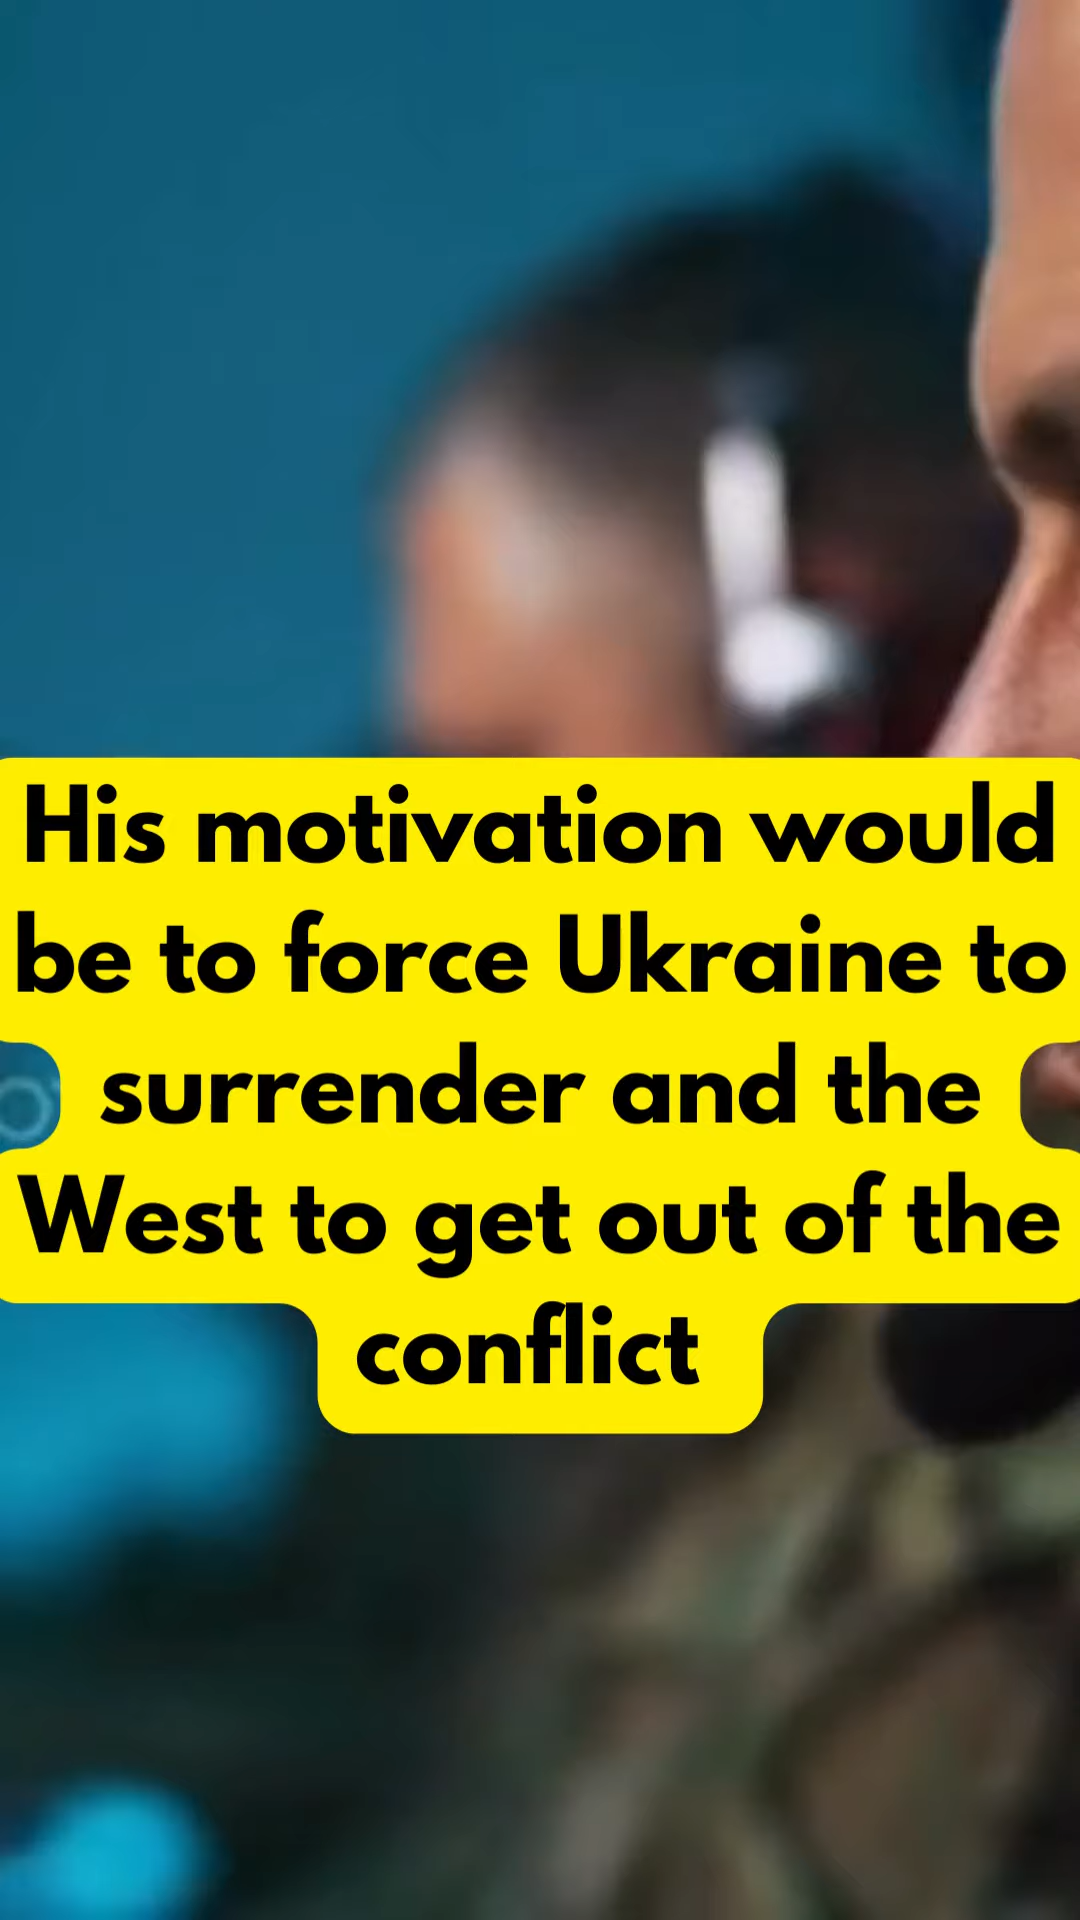 His motivation would
be to force Ukraine to
surrender and the
West to get out of the
conflict